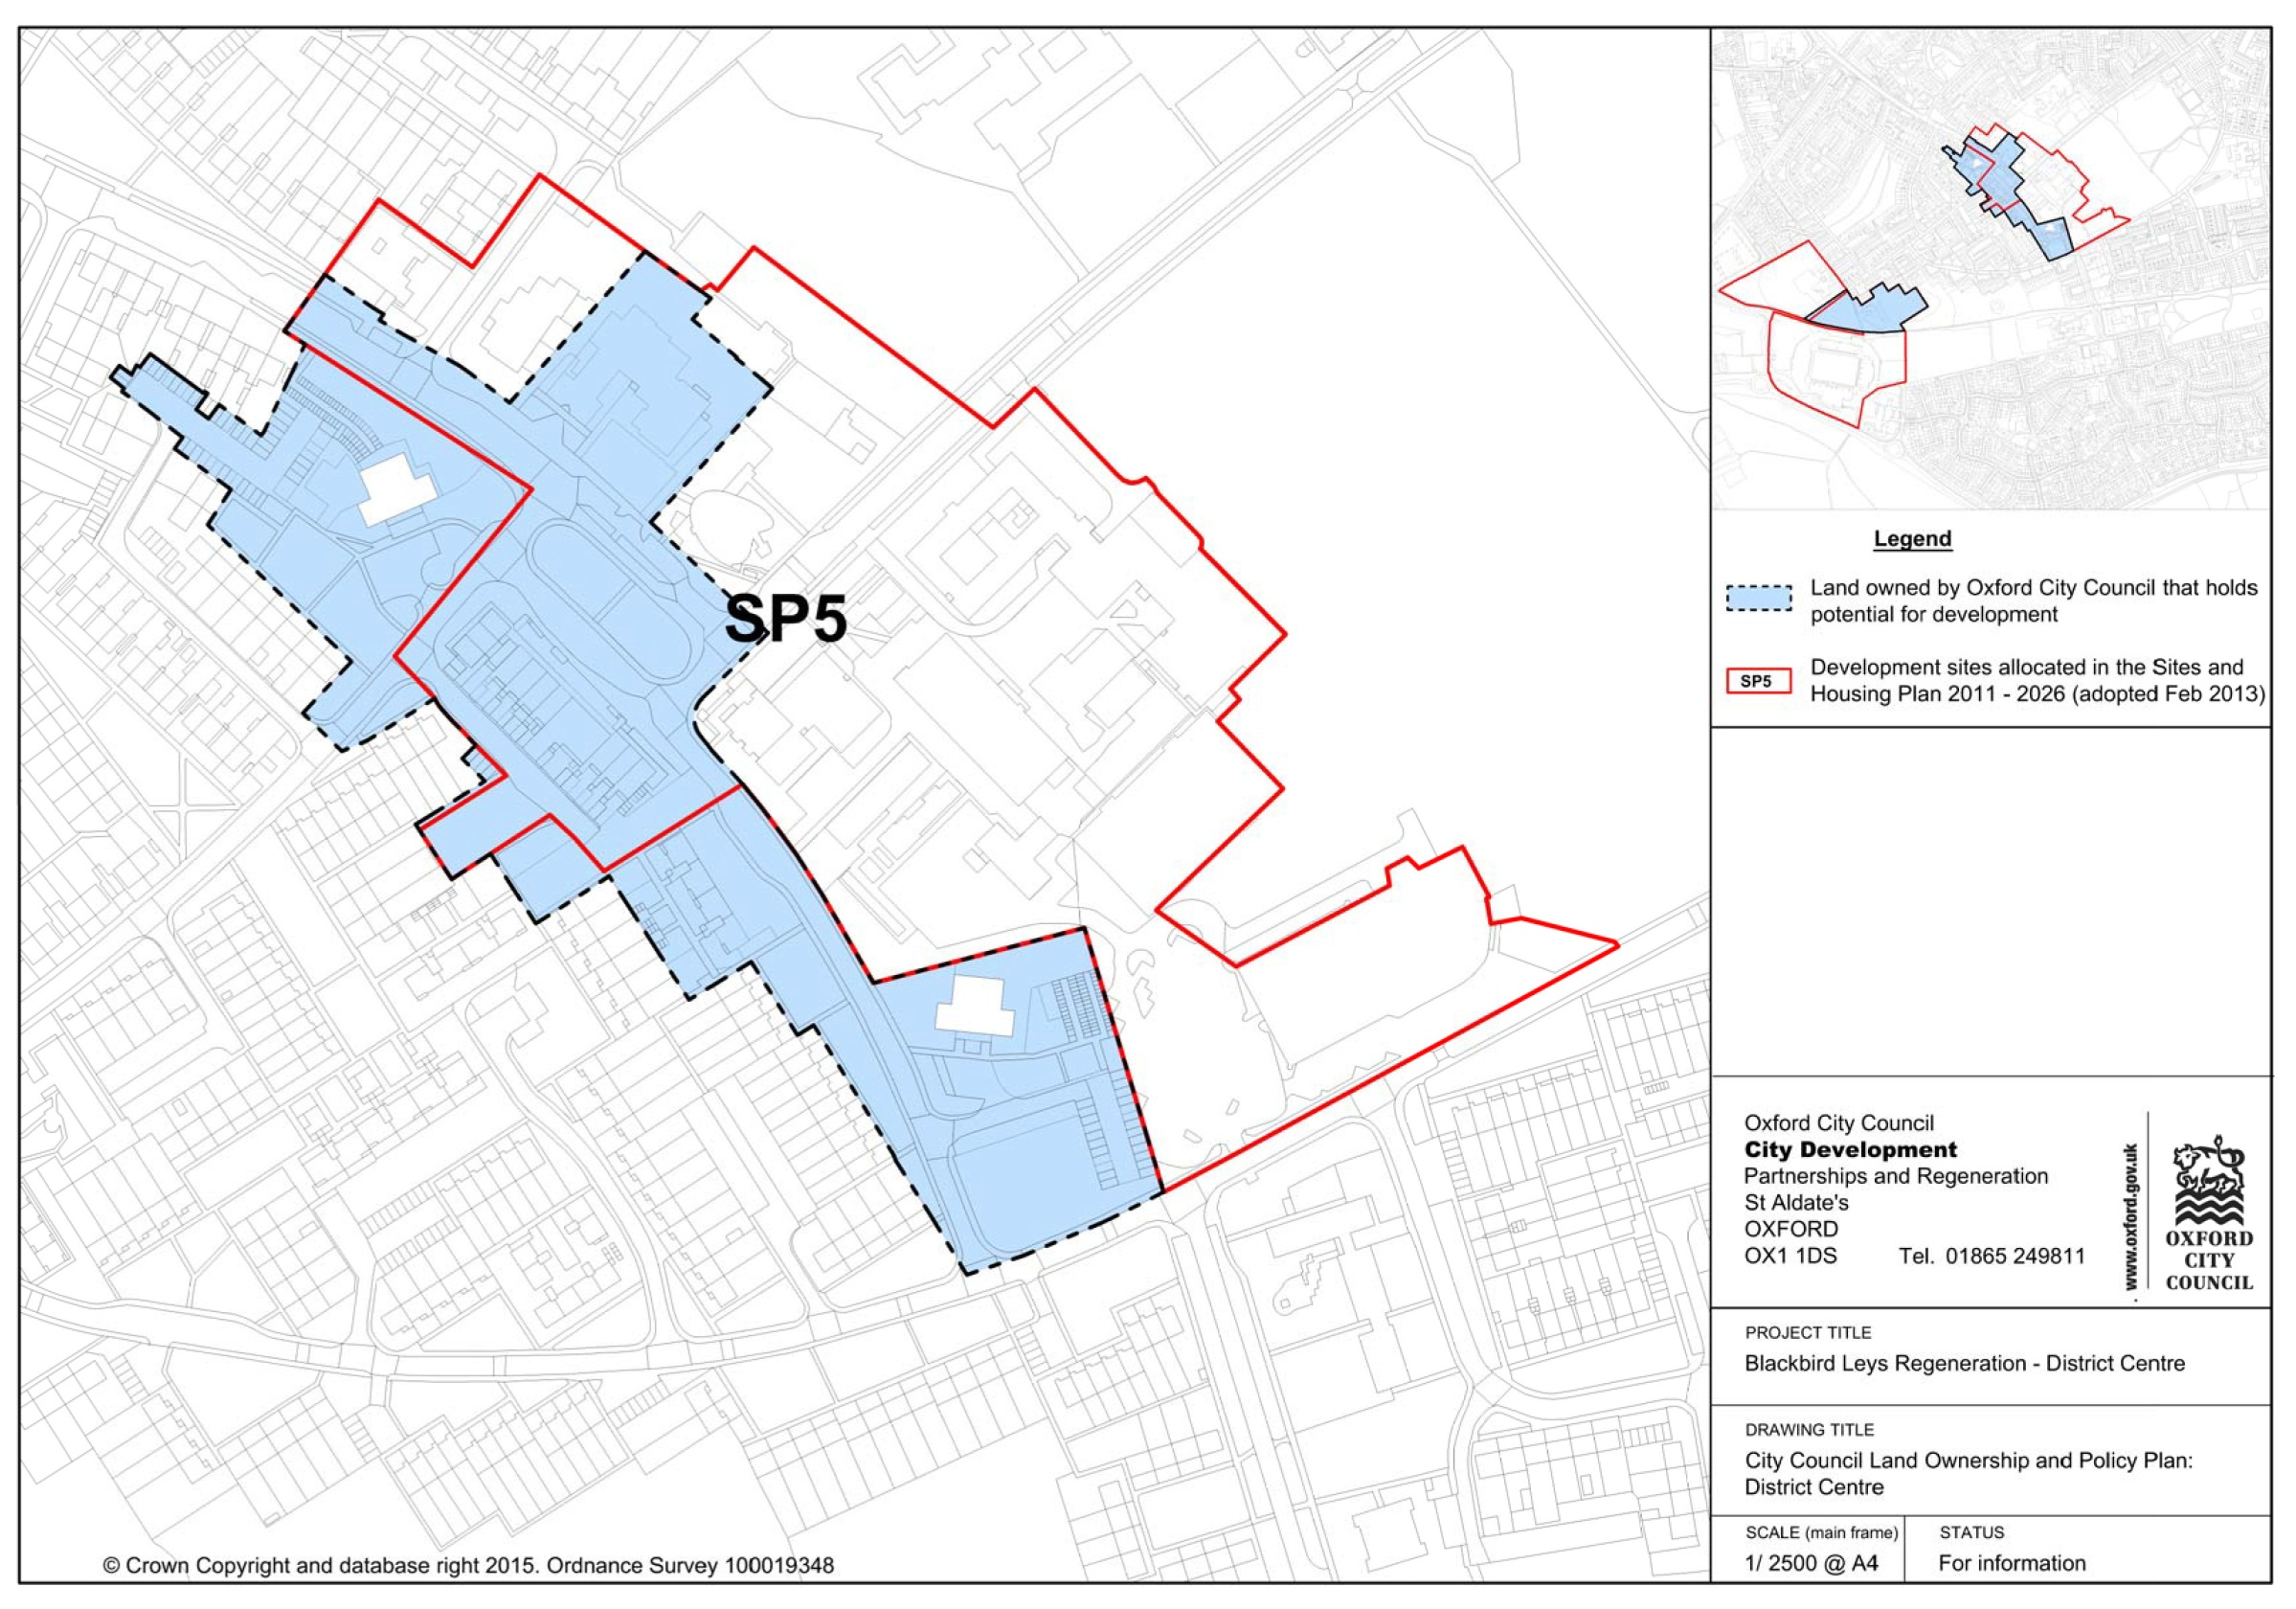 SP5
© Crown Copyright and database right 2015. Ordnance Survey 100019348
Legend
Land owned by Oxford City Council that holds
potential for development
SP5
Development sites allocated in the Sites and
Housing Plan 2011 - 2026 (adopted Feb 2013)
Oxford City Council
City Development
Partnerships and Regeneration
St Aldate's
OXFORD
OX1 1DS Tel. 01865 249811
www.oxford.gov.uk
OXFORD
CITY
COUNCIL
PROJECT TITLE
Blackbird Leys Regeneration - District Centre
DRAWING TITLE
City Council Land Ownership and Policy Plan:
District Centre
SCALE (main frame)
1/ 2500 @ A4
STATUS
For information